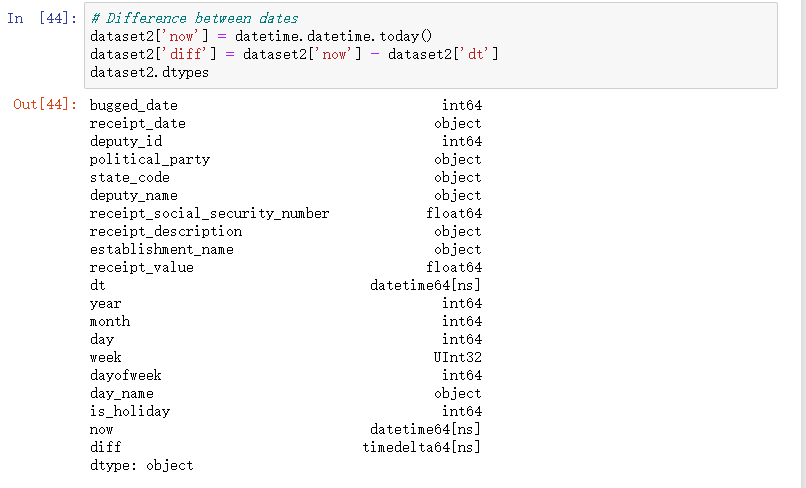 In [44]: # Difference between dates
dataset2['now'] = datetime.datetime.today()
dataset2['diff'] = dataset2['now'] - dataset2['dt']
dataset2.dtypes
Out[44]: bugged_date int64
receipt_date object
deputy_id int64
political_party object
state_code object
deputy_name object
receipt_social_security_number float64
receipt_description object
establishment_name object
receipt_value float64
dt datetime64[ns]
year int64
month int64
day int64
week UInt32
dayofweek int64
day_name object
is_holiday int64
now datetime64[ns]
diff timedelta64[ns]
dtype: object